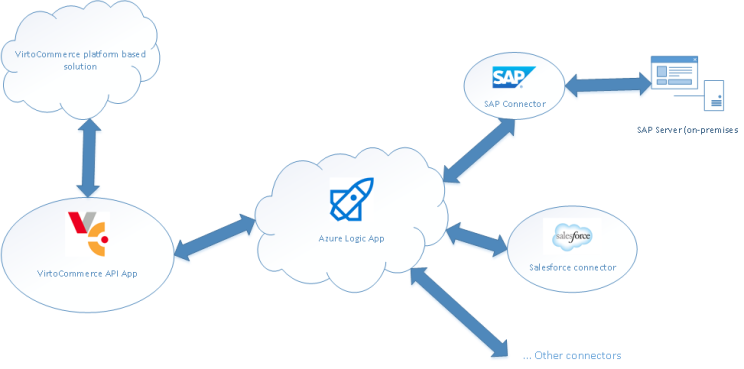 VirtoCommerce platform based
solution
SAP
SAP Connector
SAP Server(on-premises
Azure Logic App
VirtoCommerce API App
salesforce
Salesforce connector
... Other connectors